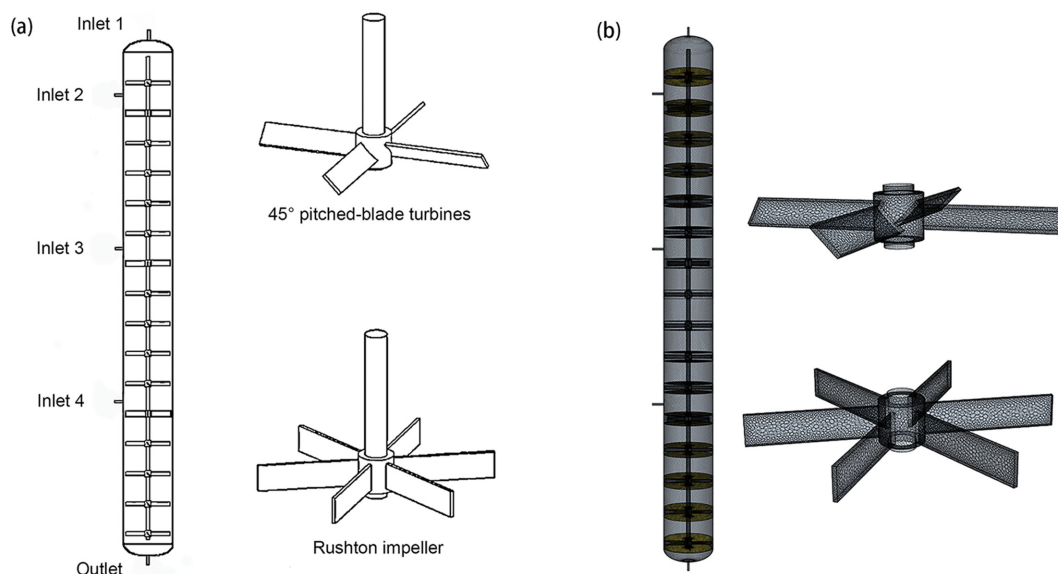 (a)
Inlet 1
Inlet 2
Inlet 3
Inlet 4
Outlet
45° pitched-blade turbines
Rushton impeller
(b)